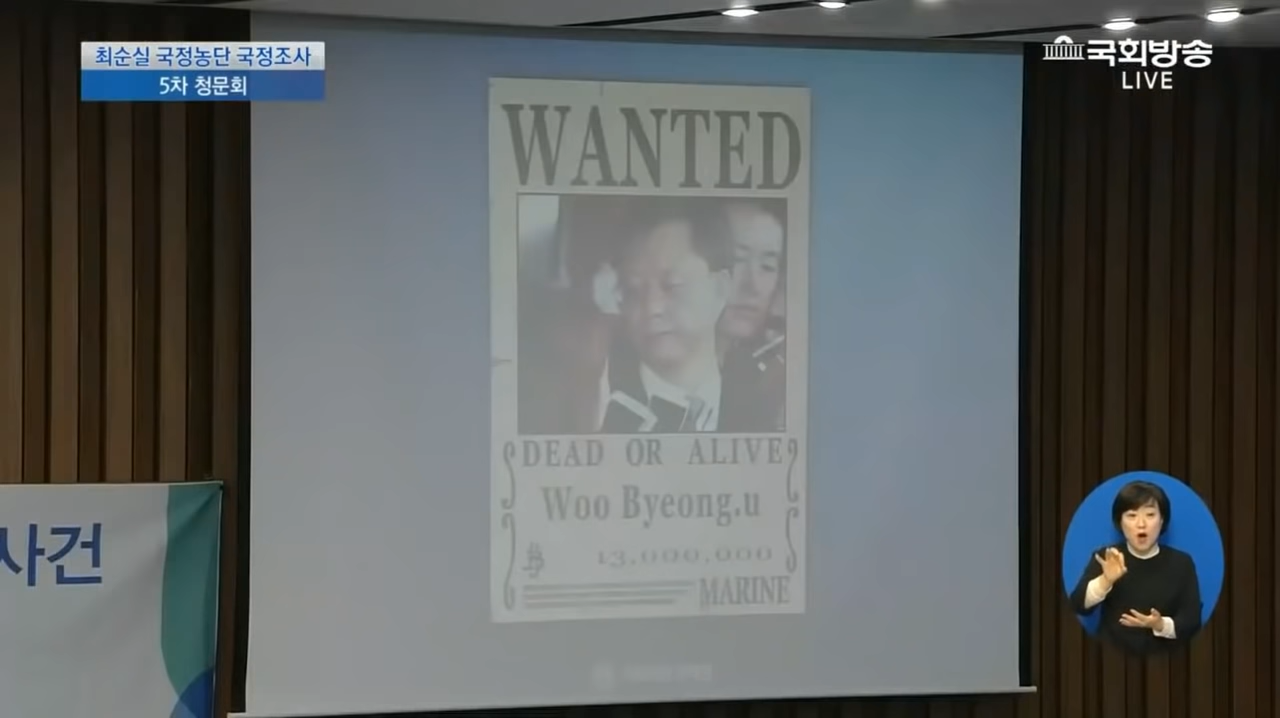 최순실 국정농단 국정조사
5차 청문회
국회방송
LIVE
WANTED
DEAD OR ALIVE
Woo Byeong.u
13,000,000
MARINE
사건